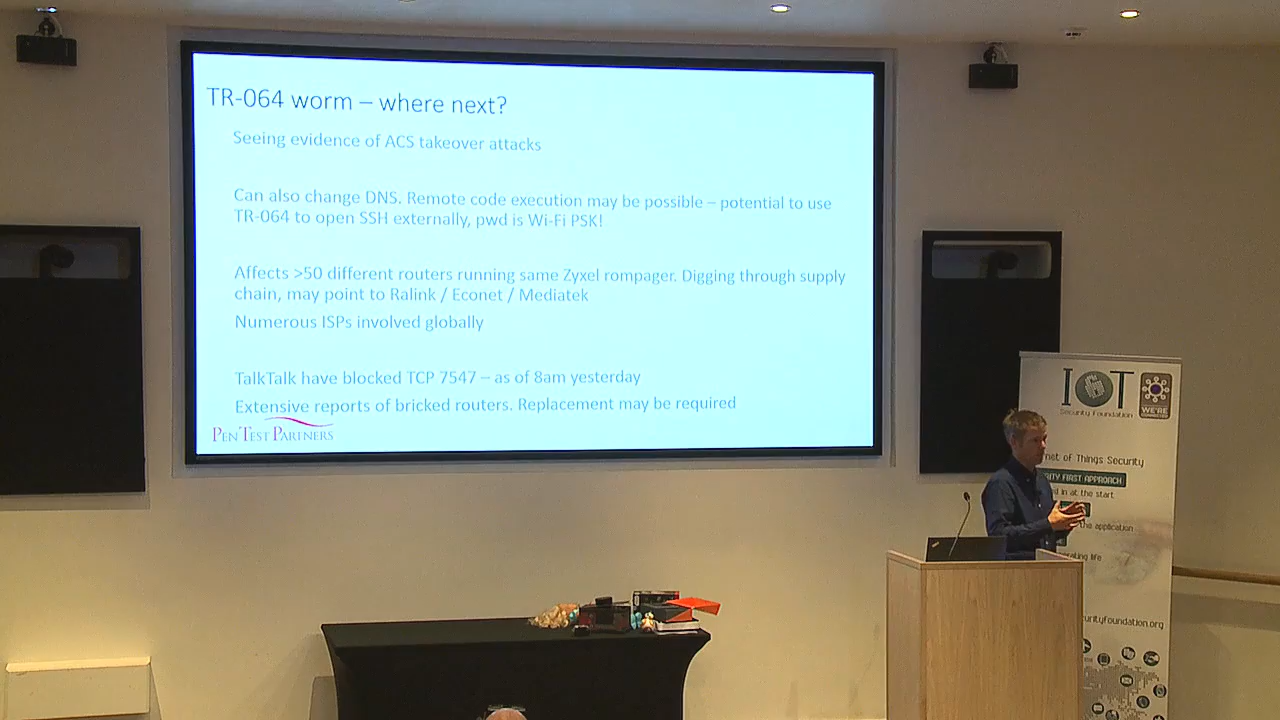 TR-064 worm – where next?
Seeing evidence of ACS takeover attacks
Can also change DNS. Remote code execution may be possible – potential to use
TR-064 to open SSH externally, pwd is Wi-Fi PSK!
Affects >50 different routers running same Zyxel rompager. Digging through supply
chain, may point to Ralink / Econet / Mediatek
Numerous ISPs involved globally
TalkTalk have blocked TCP 7547 – as of 8am yesterday
Extensive reports of bricked routers. Replacement may be required
PEN TEST PARTNERS
IOT
Security Foundation
WE'RE
net of Things Security
ITY FIRST APPROACH
d in at the start
the application
rating life
curityfoundation.org